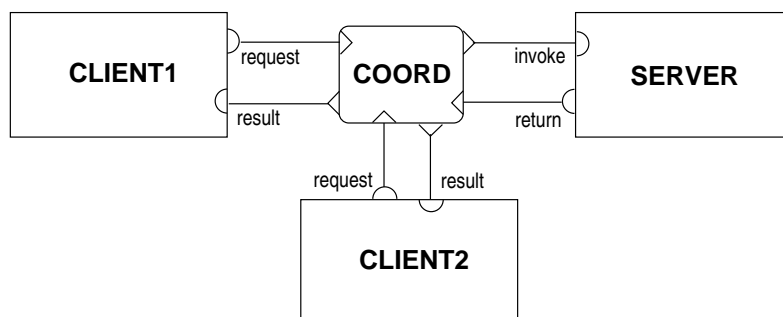 CLIENT1
request
result
COORD
invoke
return
SERVER
request
result
CLIENT2